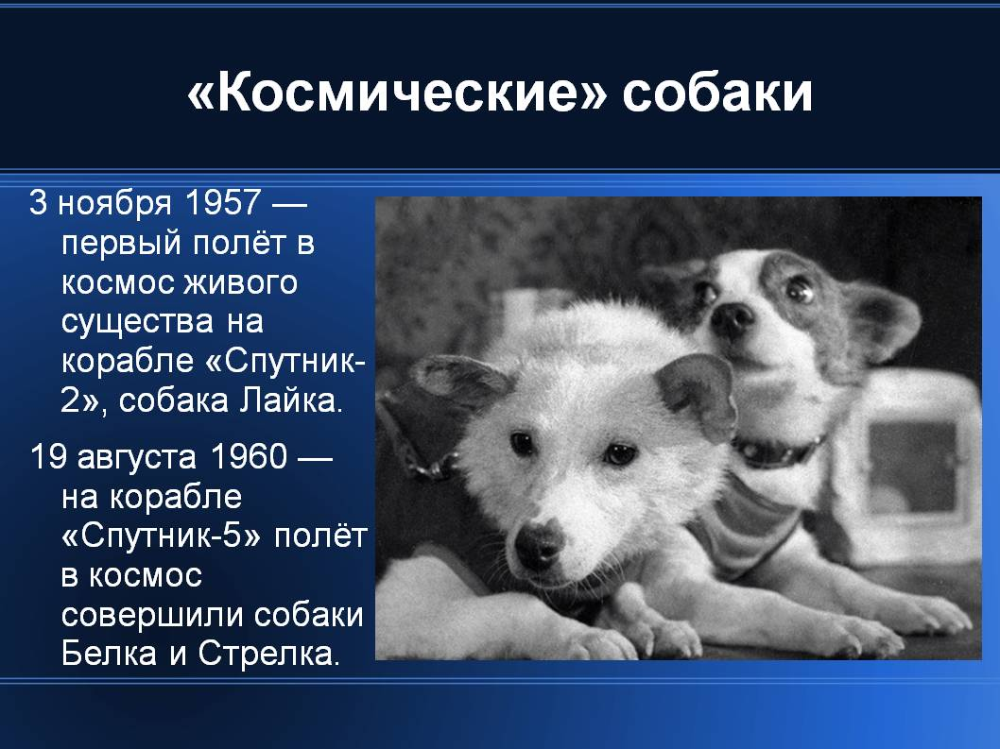 «Космические» собаки
3 ноября 1957 —
первый полёт в
космос живого
существа на
корабле «Спутник-
2», собака Лайка.
19 августа 1960 —
на корабле
«Спутник-5» полёт
в космос
совершили собаки
Белка и Стрелка.